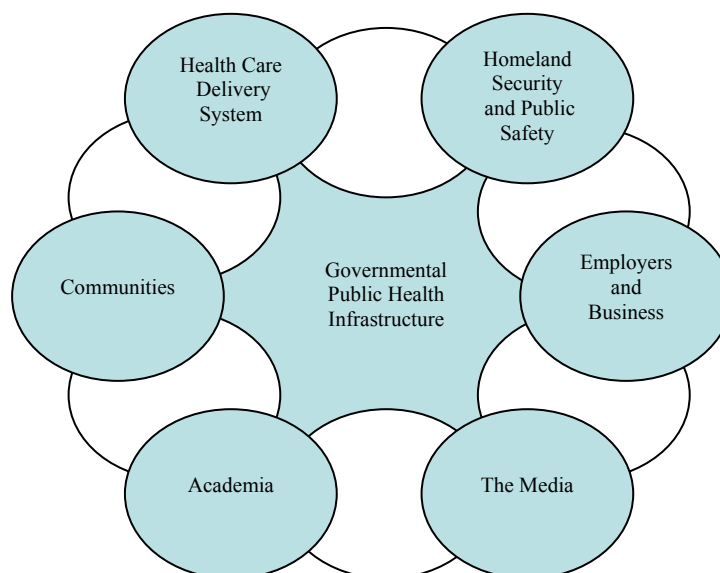 Health Care
Delivery
System
Homeland
Security
and Public
Safety
Communities
Governmental
Public Health
Infrastructure
Employers
and
Business
Academia
The Media